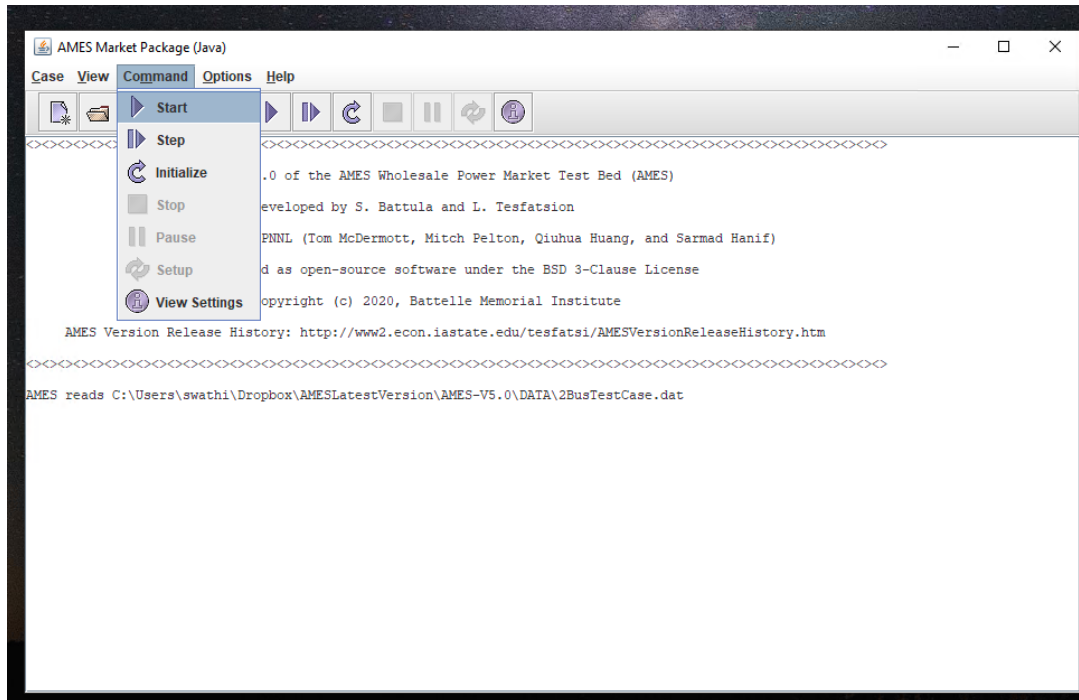 AMES Market Package (Java)
Case View Command Options Help
Start
Step
Initialize
Stop
Pause
Setup
View Settings
<><><><><><><><><><><><><><><><><><><><><><><><><><><><><><><><><><><><><><><><><><><><><><>
.0 of the AMES Wholesale Power Market Test Bed (AMES)
eveloped by S. Battula and L. Tesfatsion
PNNL (Tom McDermott, Mitch Pelton, Qiuhua Huang, and Sarmad Hanif)
d as open-source software under the BSD 3-Clause License
opyright (c) 2020, Battelle Memorial Institute
AMES Version Release History: http://www2.econ.iastate.edu/tesfatsi/AMESVersionReleaseHistory.htm
<><><><><><><><><><><><><><><><><><><><><><><><><><><><><><><><><><><><><><><><><><><><><><><><><><><><><><><>
AMES reads C:\Users\swathi\Dropbox\AMESLatestVersion\AMES-V5.0\DATA\2BusTestCase.dat